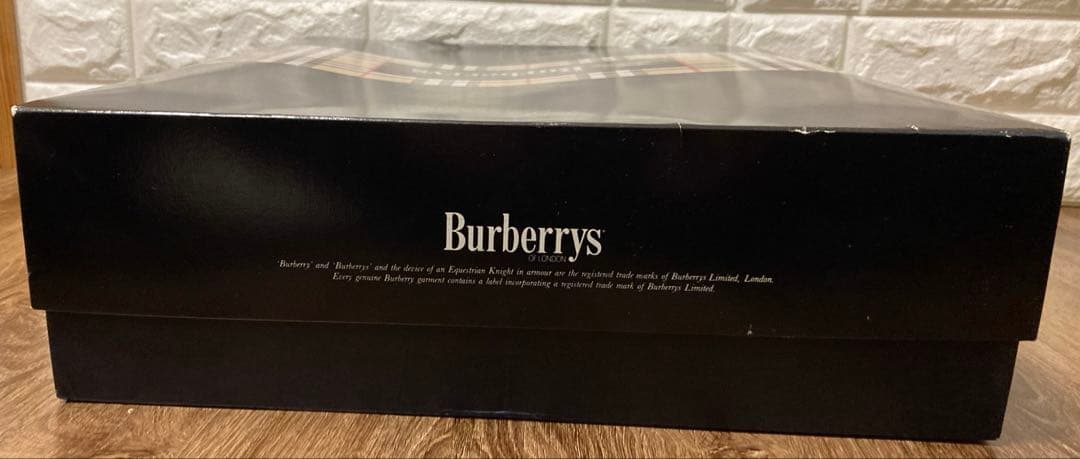 Burberrys
OF LONDON
'Burberry' and 'Burberrys' and the device of an Equestrian Knight in armour are the registered trade marks of Burberrys Limited, London.
Every genuine Burberry garment contains a label incorporating a registered trade mark of Burberrys Limited.